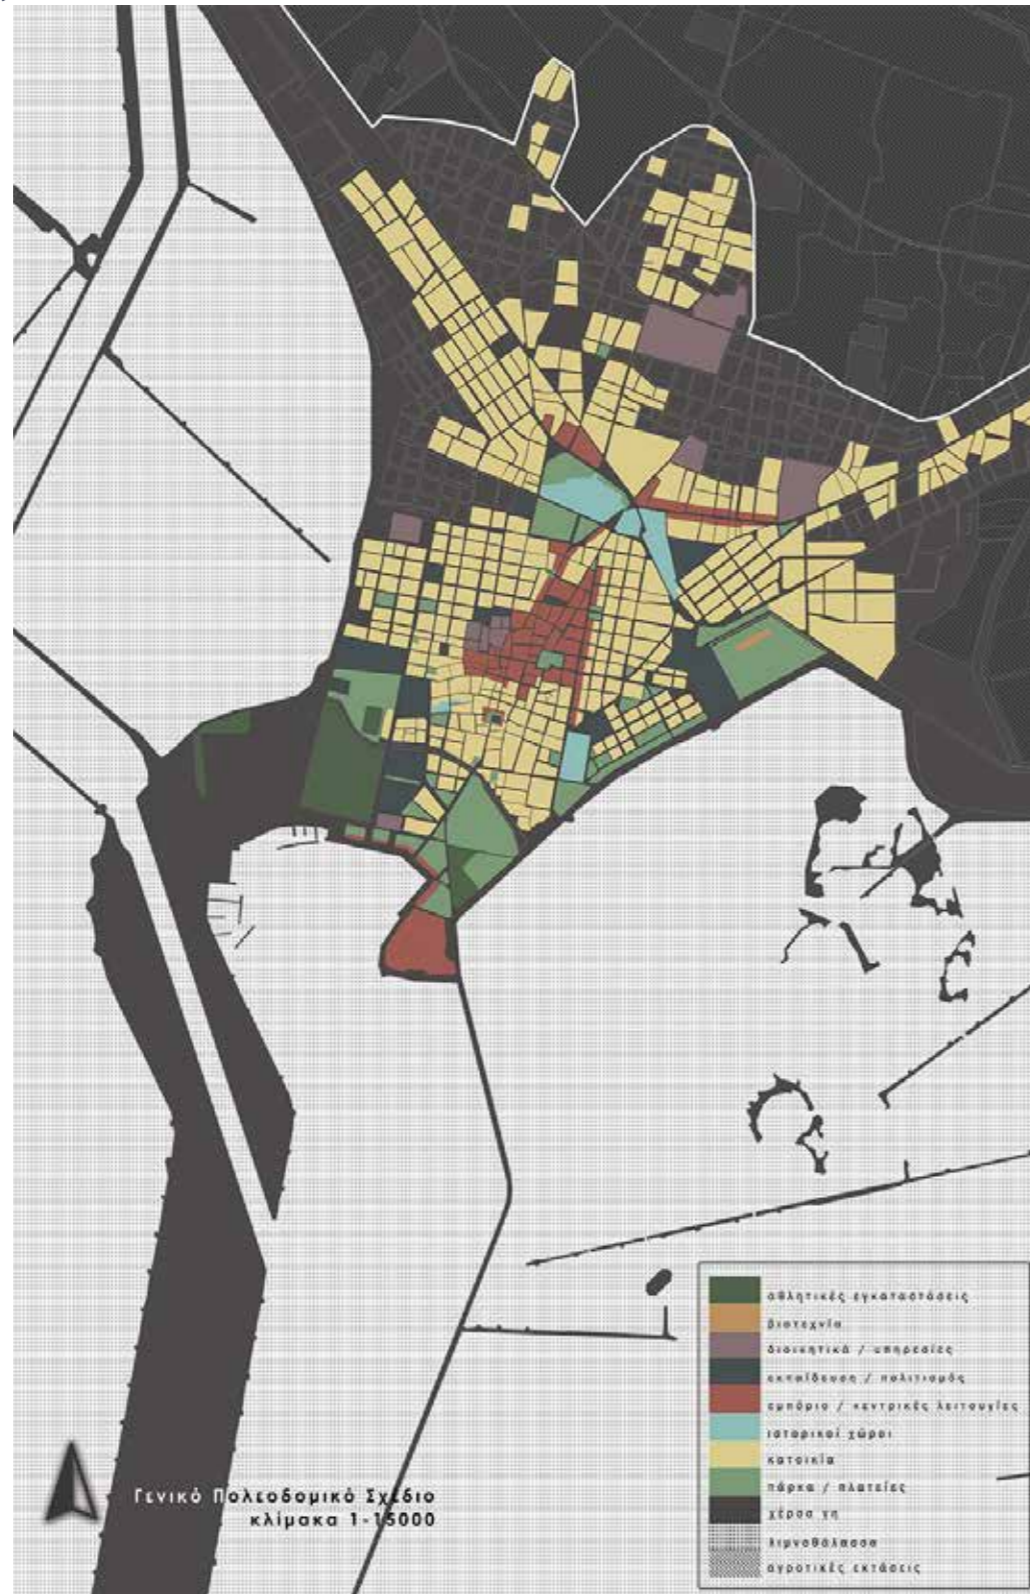 αθλητικές εγκαταστάσεις
βιοτεχνία
διοικητικά / υπηρεσίες
εκπαίδευση / πολιτισμός
εμπόριο / κεντρικές λειτουγίες
ιστορικοί χώροι
κατοικία
πάρκα / πλατείες
χέρσα γη
λιμνοθάλασσα
αγροτικές εκτάσεις
Γενικό Πολεοδομικό Σχέδιο
κλίμακα 1-15000